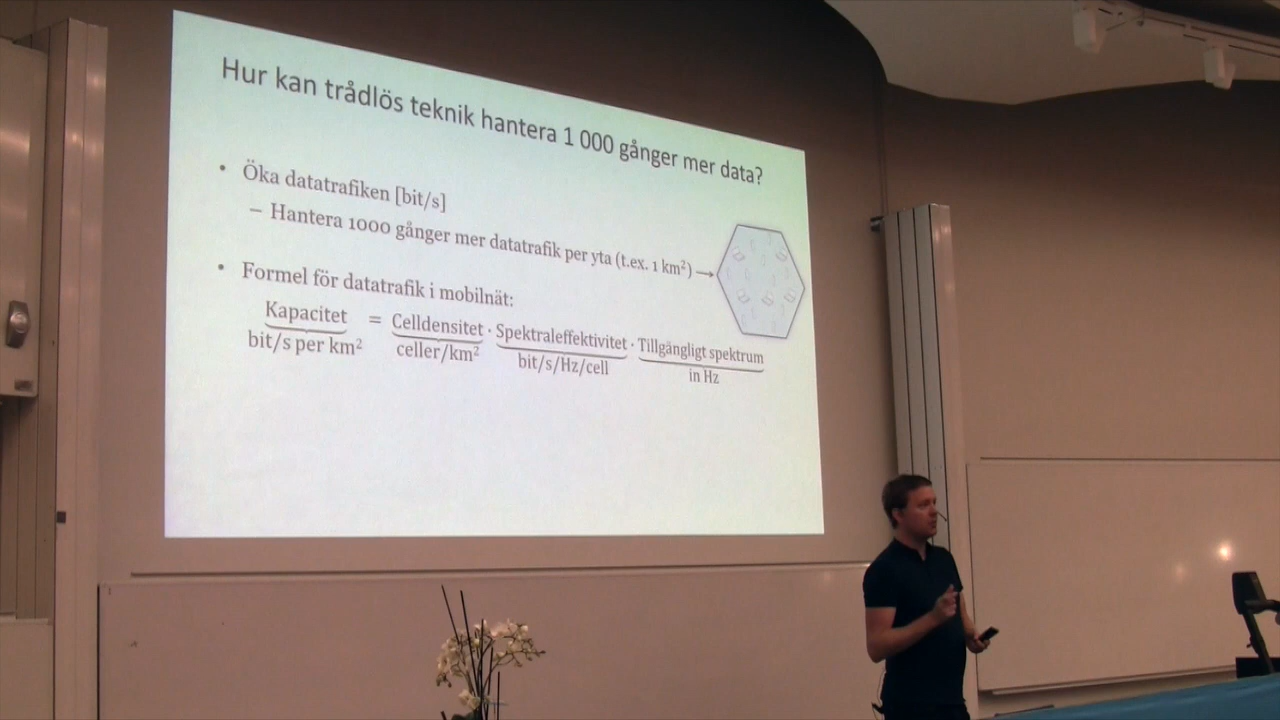 Hur kan trådlös teknik hantera 1 000 gånger mer data?
• Öka datatrafiken [bit/s]
– Hantera 1000 gånger mer datatrafik per yta (t.ex. 1 km²) →
• Formel för datatrafik i mobilnät:
Kapacitet = Celldensitet · Spektraleffektivitet · Tillgängligt spektrum
bit/s per km² celler/km² bit/s/Hz/cell in Hz